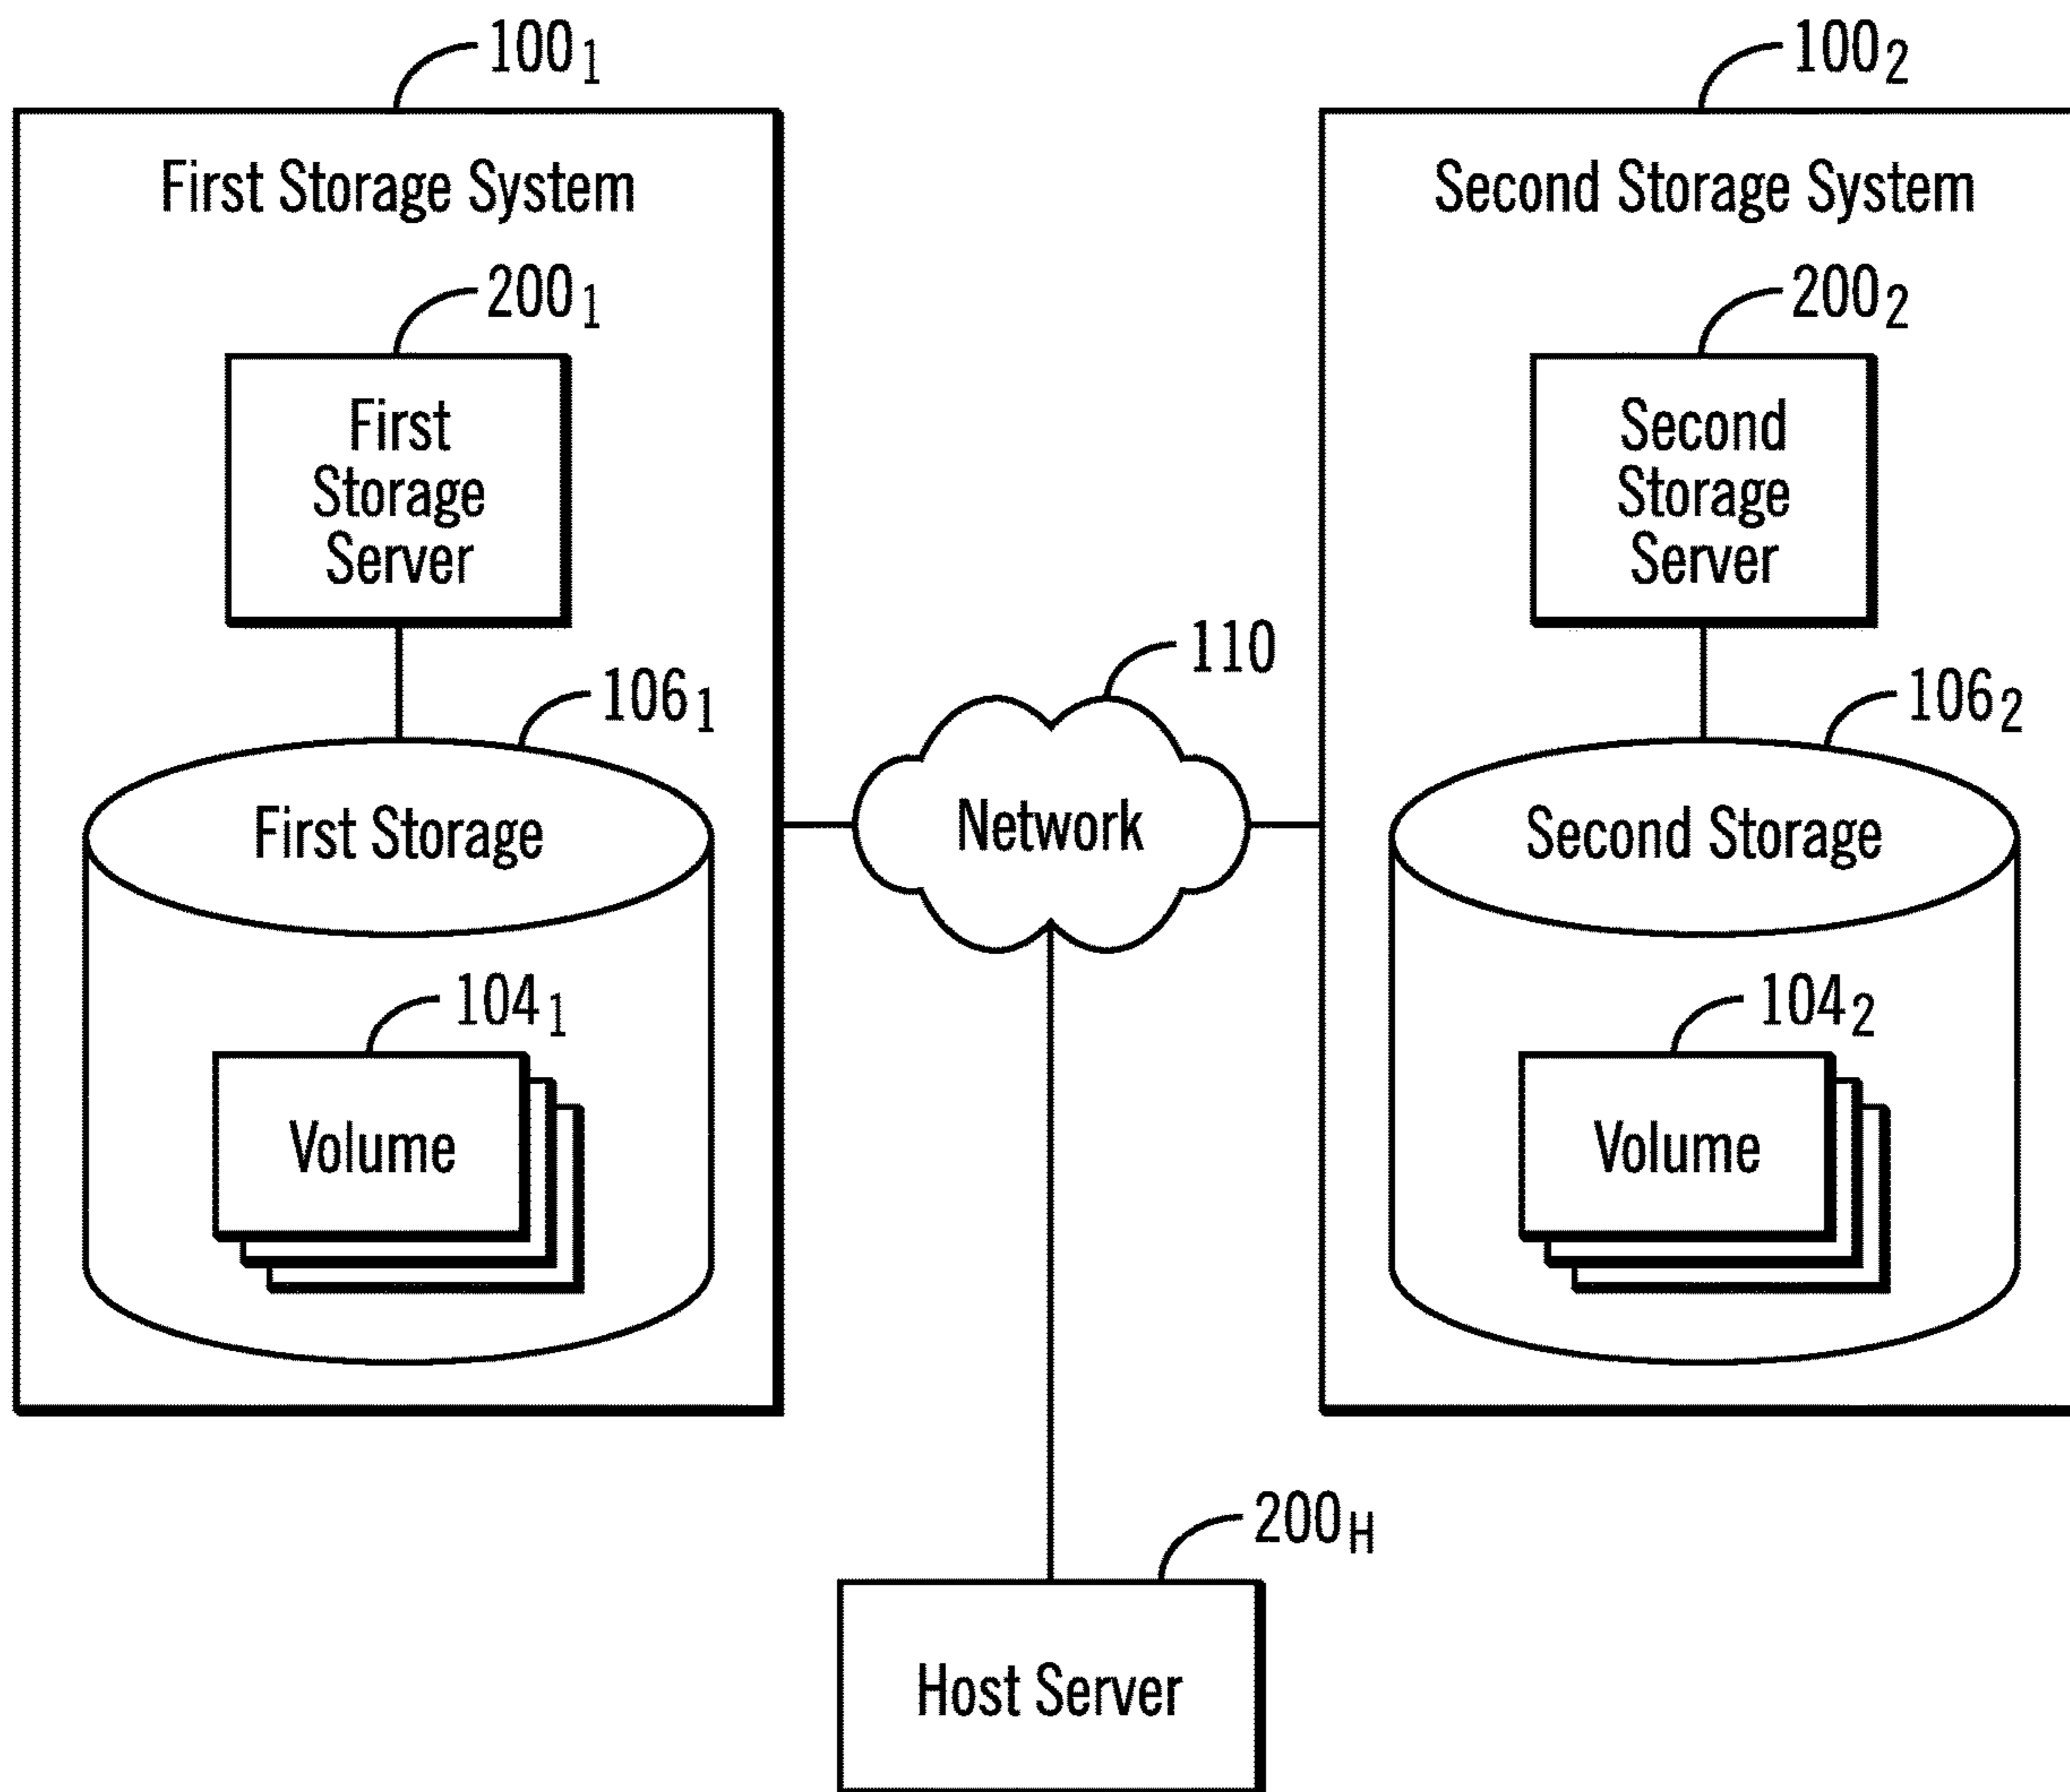 100₁
100₂
First Storage System
Second Storage System
200₁
200₂
First
Storage
Server
Second
Storage
Server
110
106₁
106₂
First Storage
Network
Second Storage
104₁
104₂
Volume
Volume
200H
Host Server